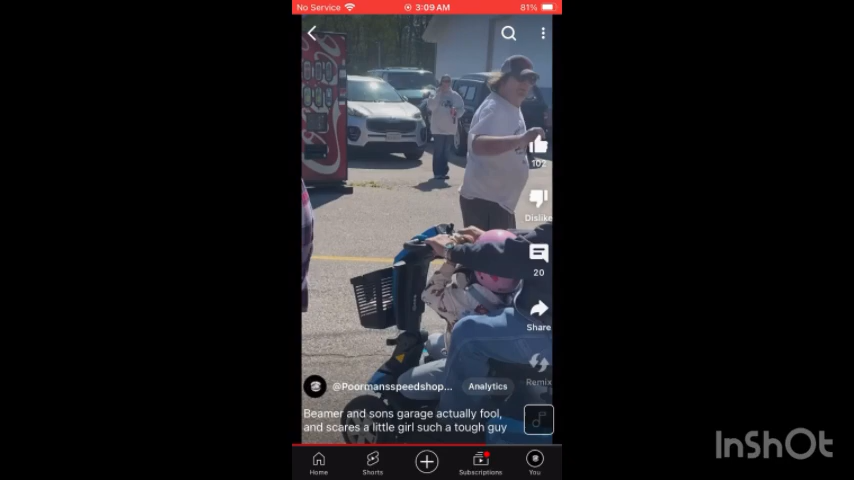 No Service
3:09 AM
81%
102
Dislike
20
Share
Remix
@Poormansspeedshop...
Analytics
Beamer and sons garage actually fool,
and scares a little girl such a tough guy
Home
Shorts
Subscriptions
You
InShOt